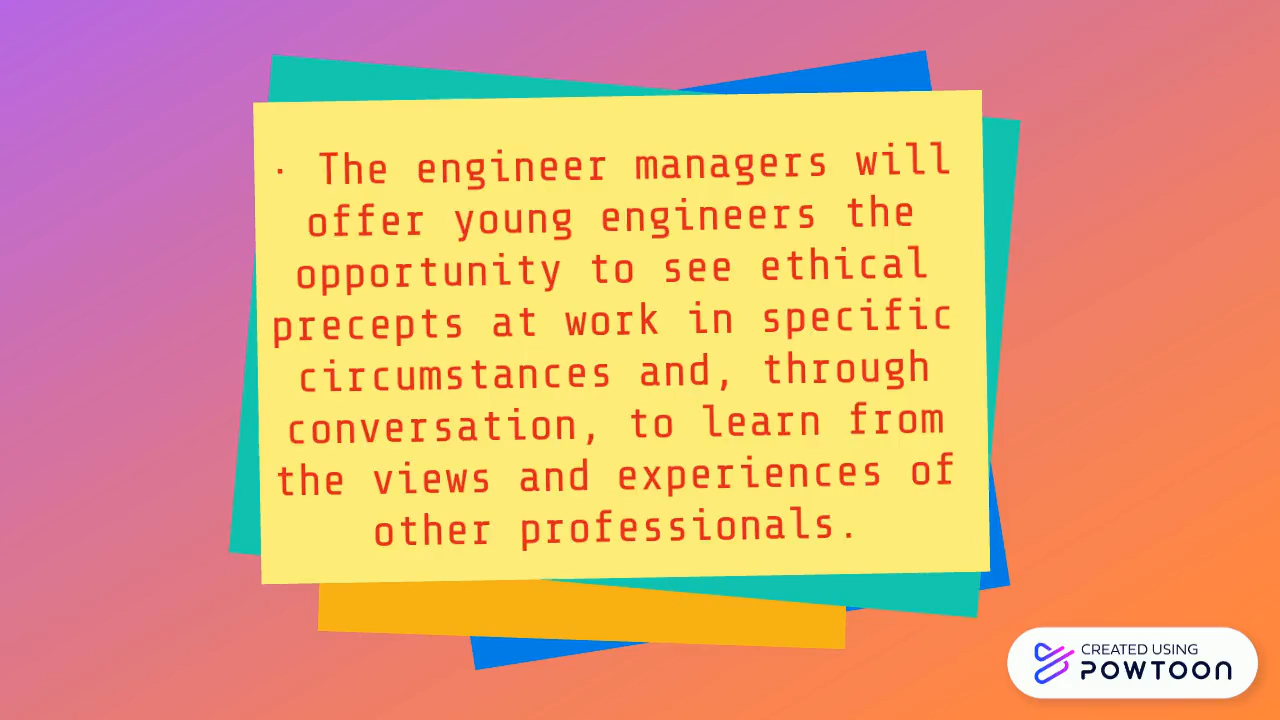 · The engineer managers will
offer young engineers the
opportunity to see ethical
precepts at work in specific
circumstances and, through
conversation, to learn from
the views and experiences of
other professionals.
CREATED USING
POWTOON